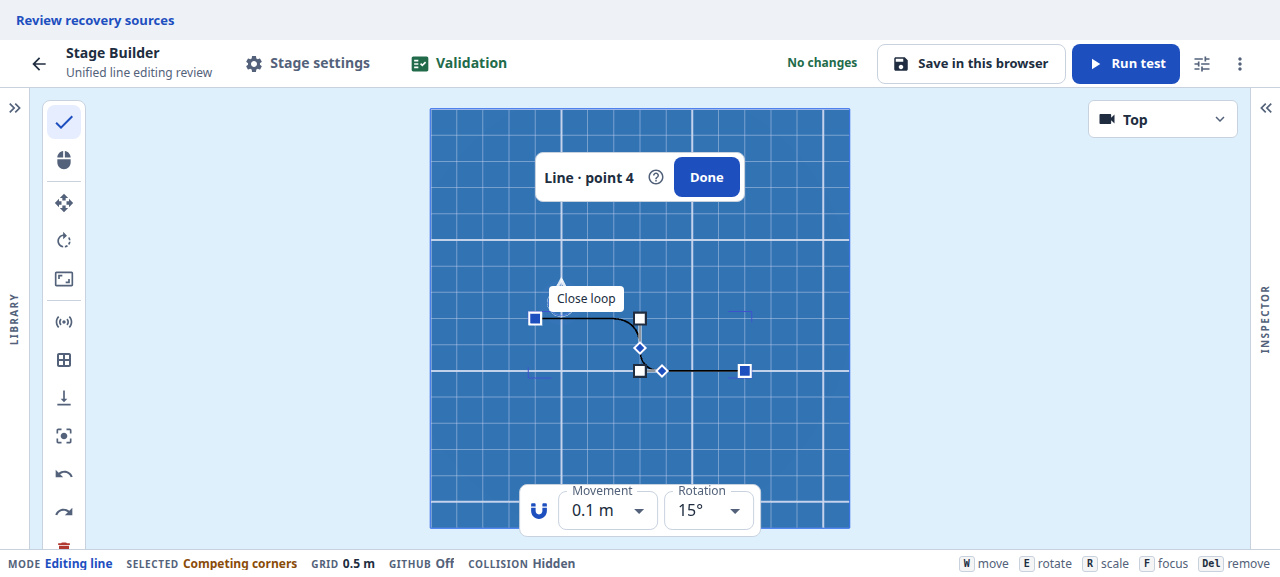 Review recovery sources
Stage Builder
Unified line editing review
Stage settings
Validation
No changes
Save in this browser
Run test
LIBRARY
INSPECTOR
Top
Line · point 4
Done
Close loop
Movement
0.1 m
Rotation
15°
MODE Editing line SELECTED Competing corners GRID 0.5 m GITHUB Off COLLISION Hidden W move E rotate R scale F focus Del remove